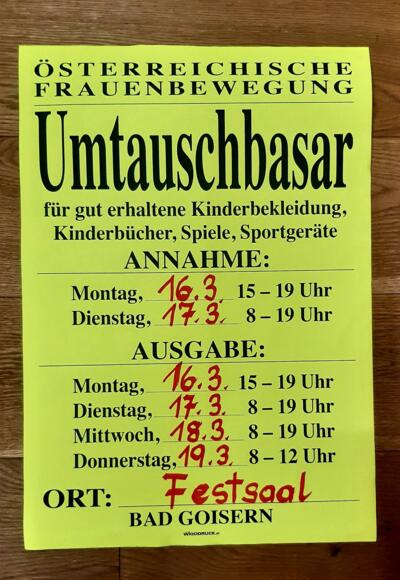 ÖSTERREICHISCHE
FRAUENBEWEGUNG
Umtauschbasar
für gut erhaltene Kinderbekleidung,
Kinderbücher, Spiele, Sportgeräte
ANNAHME:
Montag, 16.3. 15 – 19 Uhr
Dienstag, 17.3. 8 – 19 Uhr
AUSGABE:
Montag, 16.3. 15 – 19 Uhr
Dienstag, 17.3. 8 – 19 Uhr
Mittwoch, 18.3. 8 – 19 Uhr
Donnerstag, 19.3. 8 – 12 Uhr
ORT: Festsaal
BAD GOISERN
WIGODRUCK.at